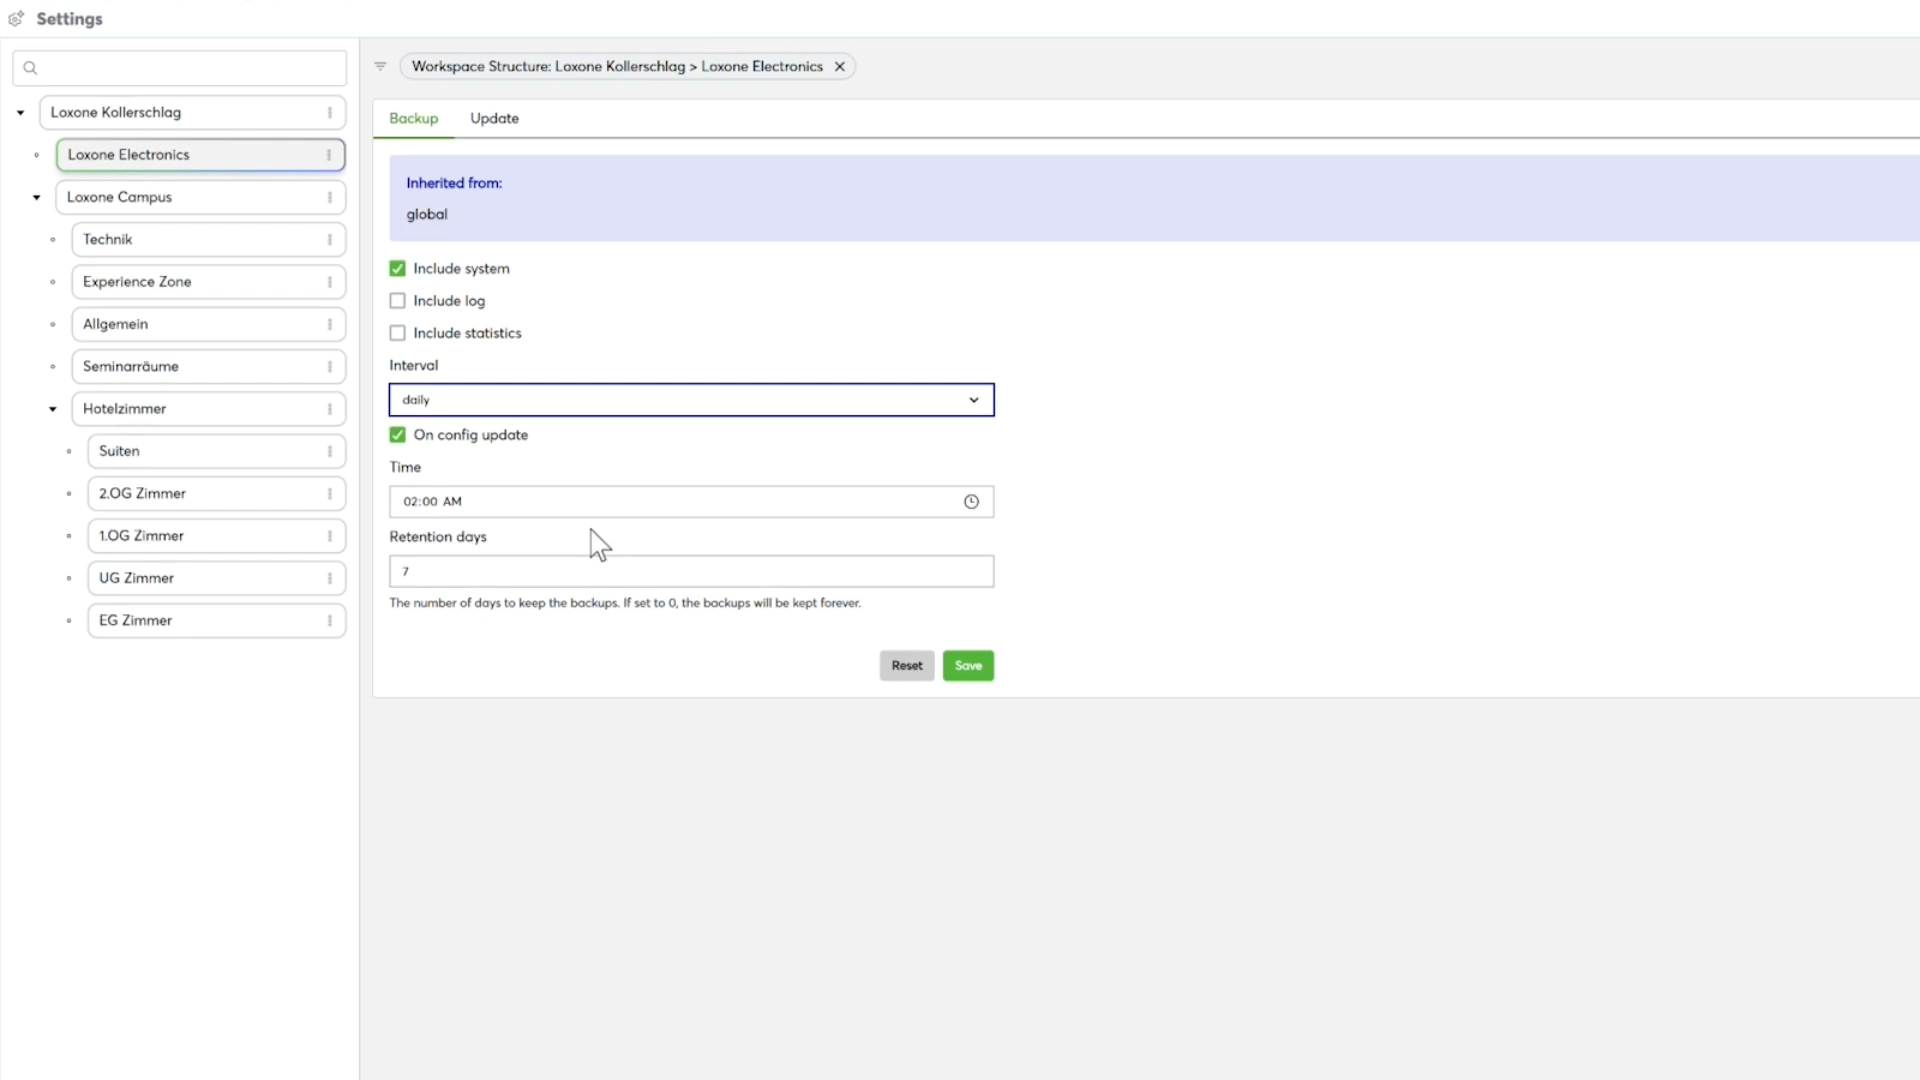 Settings
Loxone Kollerschlag
Loxone Electronics
Loxone Campus
Technik
Experience Zone
Allgemein
Seminarräume
Hotelzimmer
Suiten
2.OG Zimmer
1.OG Zimmer
UG Zimmer
EG Zimmer
Workspace Structure: Loxone Kollerschlag > Loxone Electronics
Backup Update
Inherited from:
global
Include system
Include log
Include statistics
Interval
daily
On config update
Time
02:00 AM
Retention days
7
The number of days to keep the backups. If set to 0, the backups will be kept forever.
Reset Save